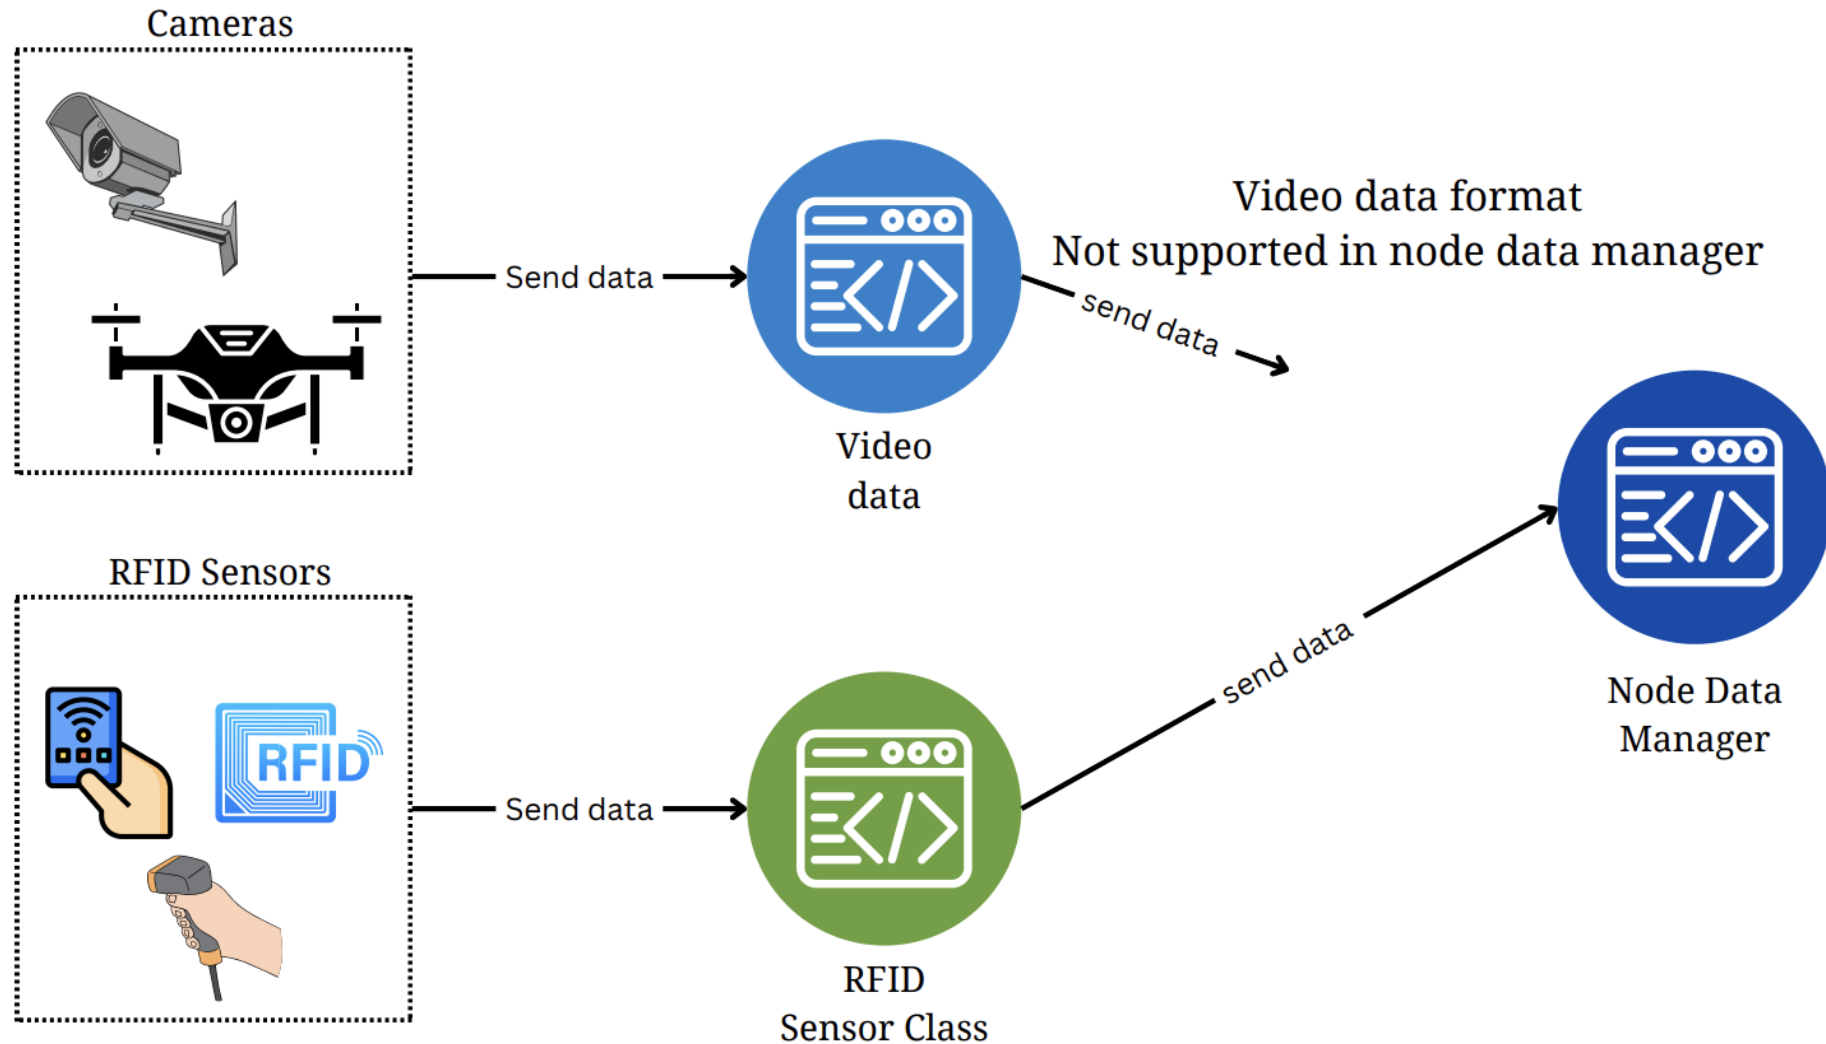 Cameras
Send data
Video data format
Not supported in node data manager
send data
Video
data
RFID Sensors
RFID
Send data
send data
Node Data
Manager
RFID
Sensor Class